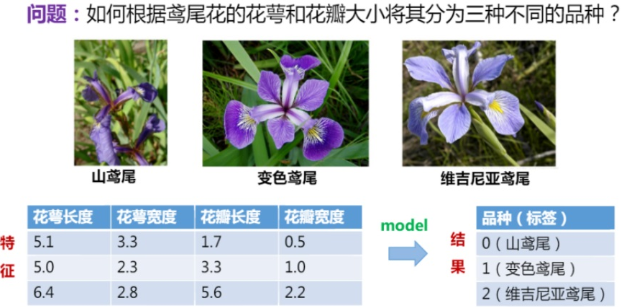 问题：如何根据鸢尾花的花萼和花瓣大小将其分为三种不同的品种？
山鸢尾 变色鸢尾 维吉尼亚鸢尾
特征
花萼长度 花萼宽度 花瓣长度 花瓣宽度
5.1 3.3 1.7 0.5
5.0 2.3 3.3 1.0
6.4 2.8 5.6 2.2
model
结果
品种（标签）
0（山鸢尾）
1（变色鸢尾）
2（维吉尼亚鸢尾）